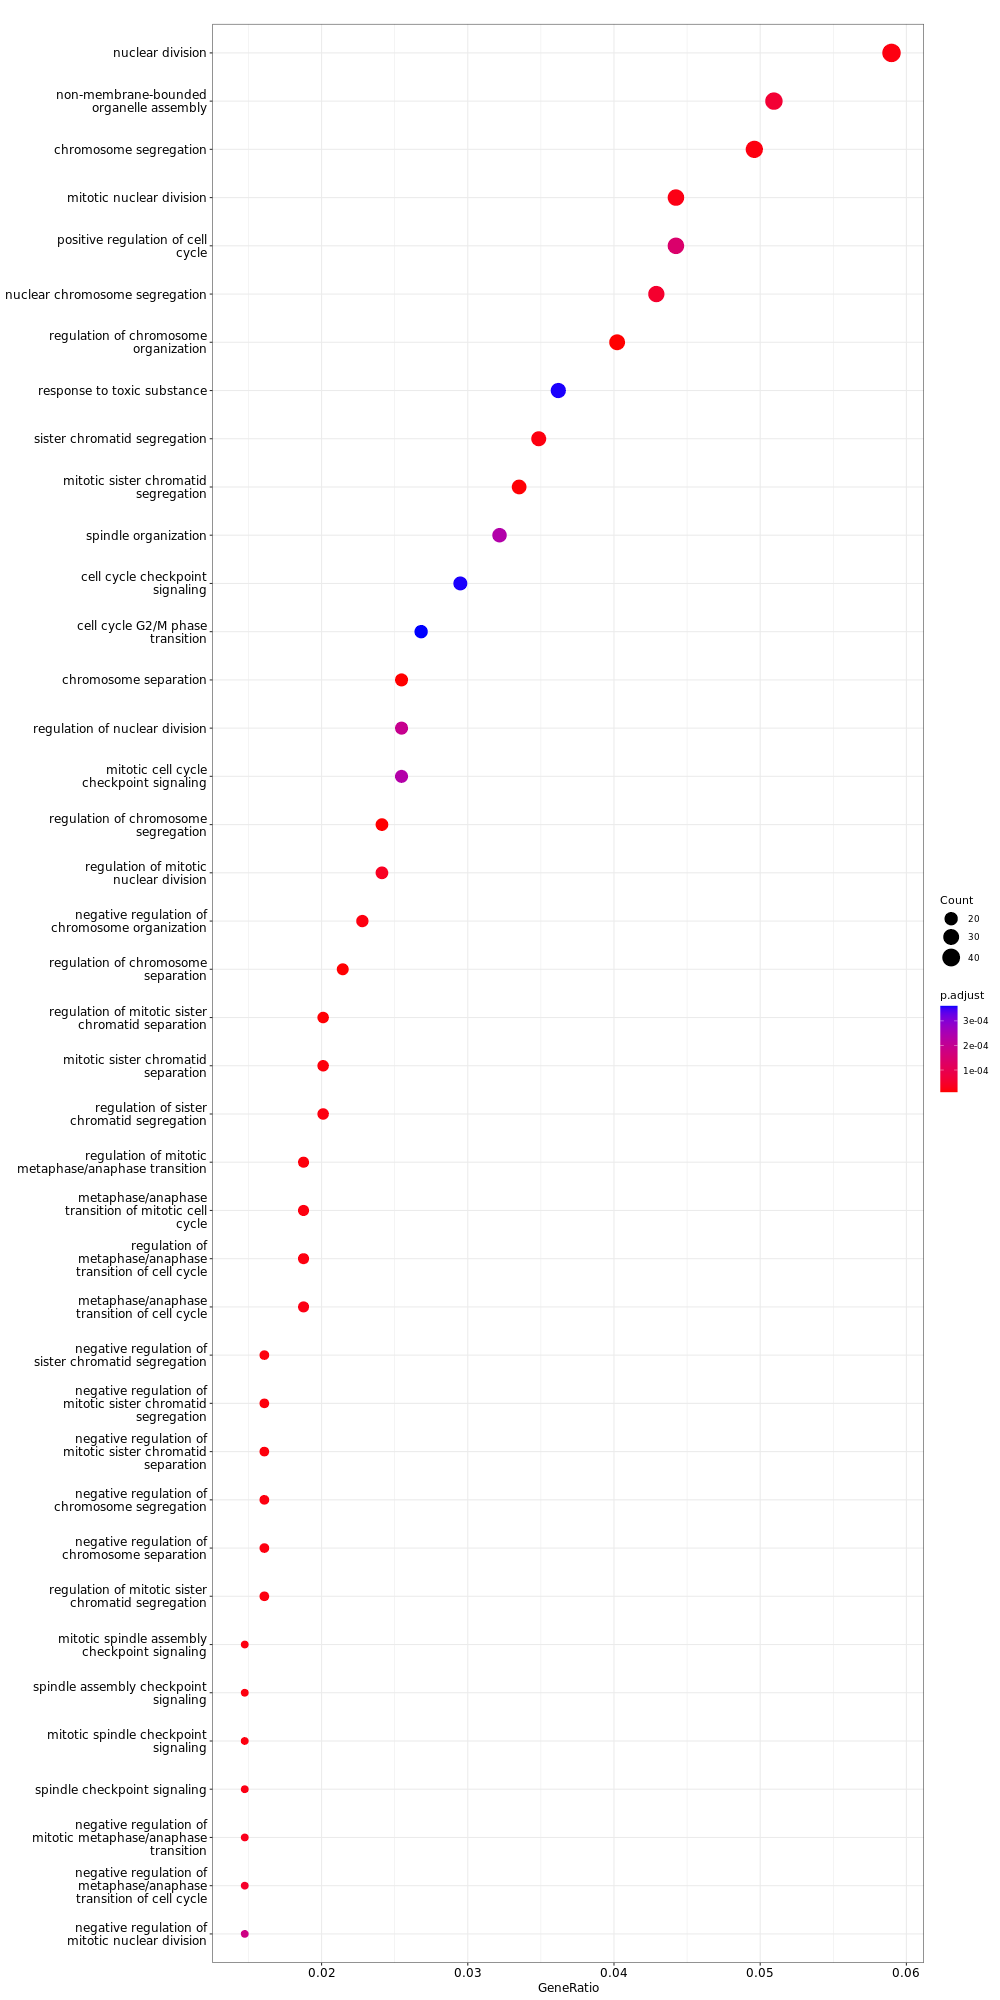 nuclear division
non-membrane-bounded
organelle assembly
chromosome segregation
mitotic nuclear division
positive regulation of cell
cycle
nuclear chromosome segregation
regulation of chromosome
organization
response to toxic substance
sister chromatid segregation
mitotic sister chromatid
segregation
spindle organization
cell cycle checkpoint
signaling
cell cycle G2/M phase
transition
chromosome separation
regulation of nuclear division
mitotic cell cycle
checkpoint signaling
regulation of chromosome
segregation
regulation of mitotic
nuclear division
negative regulation of
chromosome organization
regulation of chromosome
separation
regulation of mitotic sister
chromatid separation
mitotic sister chromatid
separation
regulation of sister
chromatid segregation
regulation of mitotic
metaphase/anaphase transition
metaphase/anaphase
transition of mitotic cell
cycle
regulation of
metaphase/anaphase
transition of cell cycle
metaphase/anaphase
transition of cell cycle
negative regulation of
sister chromatid segregation
negative regulation of
mitotic sister chromatid
segregation
negative regulation of
mitotic sister chromatid
separation
negative regulation of
chromosome segregation
negative regulation of
chromosome separation
regulation of mitotic sister
chromatid segregation
mitotic spindle assembly
checkpoint signaling
spindle assembly checkpoint
signaling
mitotic spindle checkpoint
signaling
spindle checkpoint signaling
negative regulation of
mitotic metaphase/anaphase
transition
negative regulation of
metaphase/anaphase
transition of cell cycle
negative regulation of
mitotic nuclear division
0.02 0.03 0.04 0.05 0.06
GeneRatio
Count
20
30
40
p.adjust
3e-04
2e-04
1e-04